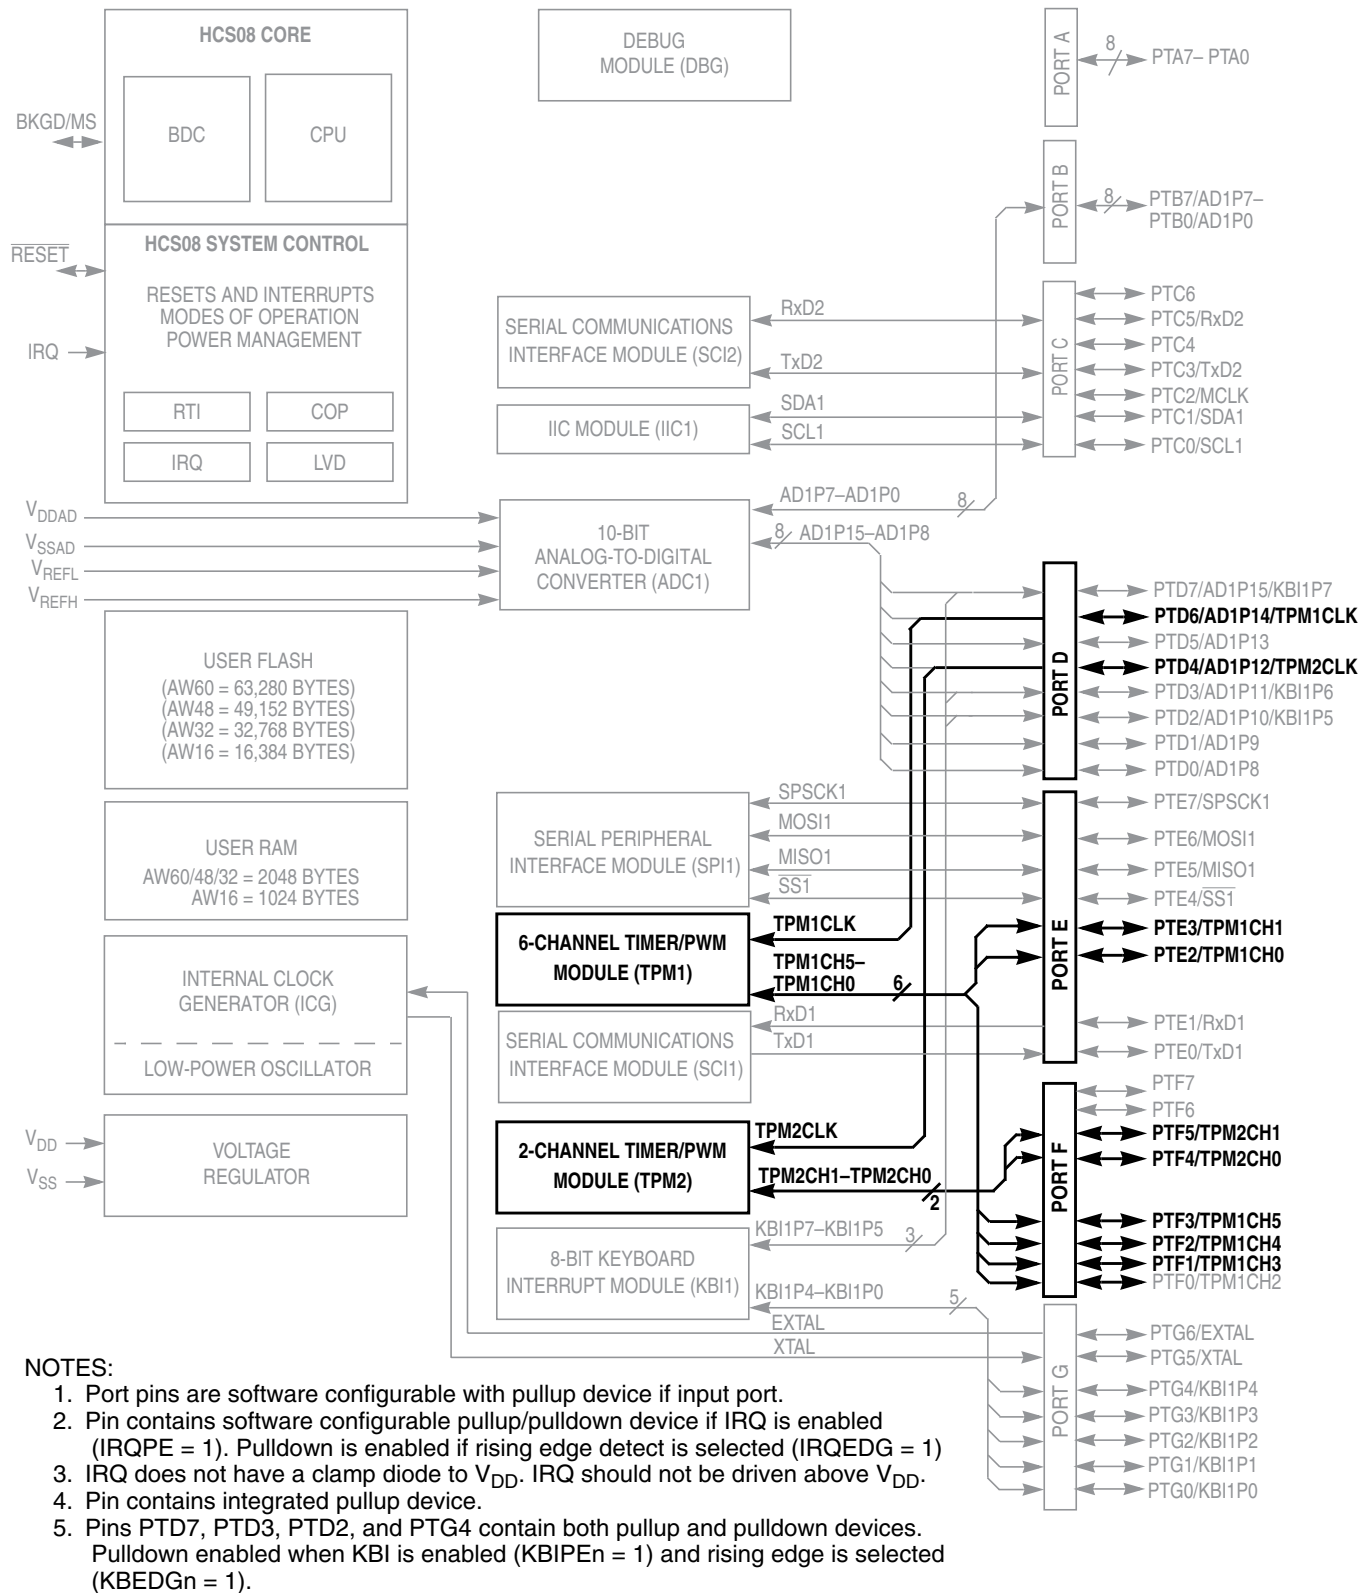 HCS08 CORE
BDC
CPU
BKGD/MS
HCS08 SYSTEM CONTROL
RESET
RESETS AND INTERRUPTS
MODES OF OPERATION
POWER MANAGEMENT
IRQ
RTI
COP
IRQ
LVD
VDDAD
VSSAD
VREFL
VREFH
USER FLASH
(AW60 = 63,280 BYTES)
(AW48 = 49,152 BYTES)
(AW32 = 32,768 BYTES)
(AW16 = 16,384 BYTES)
USER RAM
AW60/48/32 = 2048 BYTES
AW16 = 1024 BYTES
INTERNAL CLOCK
GENERATOR (ICG)
LOW-POWER OSCILLATOR
VDD
VSS
VOLTAGE
REGULATOR
DEBUG
MODULE (DBG)
SERIAL COMMUNICATIONS
INTERFACE MODULE (SCI2)
RxD2
TxD2
IIC MODULE (IIC1)
SDA1
SCL1
10-BIT
ANALOG-TO-DIGITAL
CONVERTER (ADC1)
AD1P7–AD1P0
8
8
AD1P15–AD1P8
SERIAL PERIPHERAL
INTERFACE MODULE (SPI1)
SPSCK1
MOSI1
MISO1
SS1
6-CHANNEL TIMER/PWM
MODULE (TPM1)
TPM1CLK
TPM1CH5–
TPM1CH0
6
SERIAL COMMUNICATIONS
INTERFACE MODULE (SCI1)
RxD1
TxD1
2-CHANNEL TIMER/PWM
MODULE (TPM2)
TPM2CLK
TPM2CH1–TPM2CH0
2
8-BIT KEYBOARD
INTERRUPT MODULE (KBI1)
KBI1P7–KBI1P5
3
KBI1P4–KBI1P0
5
EXTAL
XTAL
PORT A
8
PTA7– PTA0
PORT B
8
PTB7/AD1P7–
PTB0/AD1P0
PORT C
PTC6
PTC5/RxD2
PTC4
PTC3/TxD2
PTC2/MCLK
PTC1/SDA1
PTC0/SCL1
PORT D
PTD7/AD1P15/KBI1P7
PTD6/AD1P14/TPM1CLK
PTD5/AD1P13
PTD4/AD1P12/TPM2CLK
PTD3/AD1P11/KBI1P6
PTD2/AD1P10/KBI1P5
PTD1/AD1P9
PTD0/AD1P8
PORT E
PTE7/SPSCK1
PTE6/MOSI1
PTE5/MISO1
PTE4/SS1
PTE3/TPM1CH1
PTE2/TPM1CH0
PTE1/RxD1
PTE0/TxD1
PORT F
PTF7
PTF6
PTF5/TPM2CH1
PTF4/TPM2CH0
PTF3/TPM1CH5
PTF2/TPM1CH4
PTF1/TPM1CH3
PTF0/TPM1CH2
PORT G
PTG6/EXTAL
PTG5/XTAL
PTG4/KBI1P4
PTG3/KBI1P3
PTG2/KBI1P2
PTG1/KBI1P1
PTG0/KBI1P0
NOTES:
1. Port pins are software configurable with pullup device if input port.
2. Pin contains software configurable pullup/pulldown device if IRQ is enabled
(IRQPE = 1). Pulldown is enabled if rising edge detect is selected (IRQEDG = 1)
3. IRQ does not have a clamp diode to VDD. IRQ should not be driven above VDD.
4. Pin contains integrated pullup device.
5. Pins PTD7, PTD3, PTD2, and PTG4 contain both pullup and pulldown devices.
Pulldown enabled when KBI is enabled (KBIPEn = 1) and rising edge is selected
(KBEDGn = 1).